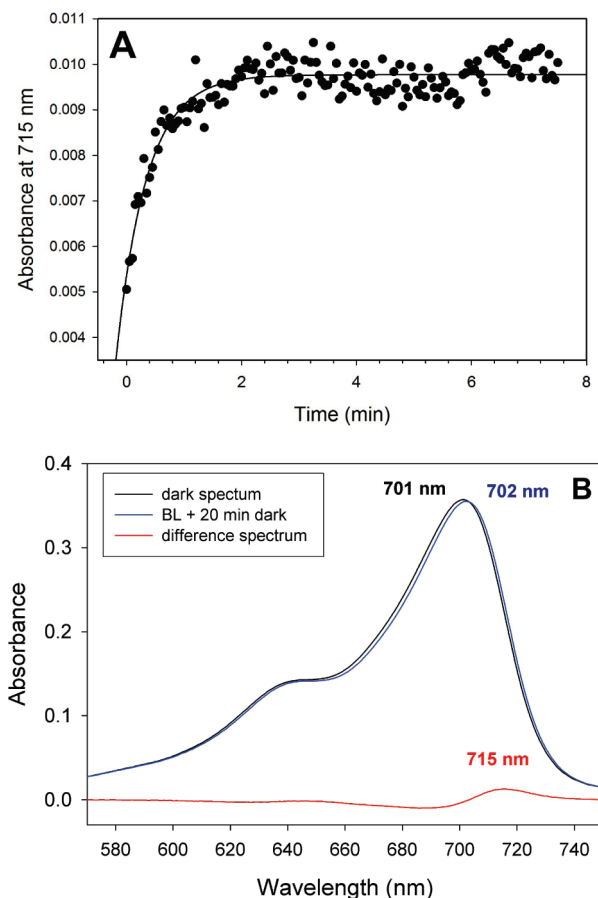 A
0.011
0.010
0.009
0.008
0.007
0.006
0.005
0.004
Absorbance at 715 nm
0 2 4 6 8
Time (min)
B
0.4
0.3
0.2
0.1
0.0
Absorbance
dark spectum
BL + 20 min dark
difference spectrum
701 nm 702 nm
715 nm
580 600 620 640 660 680 700 720 740
Wavelength (nm)